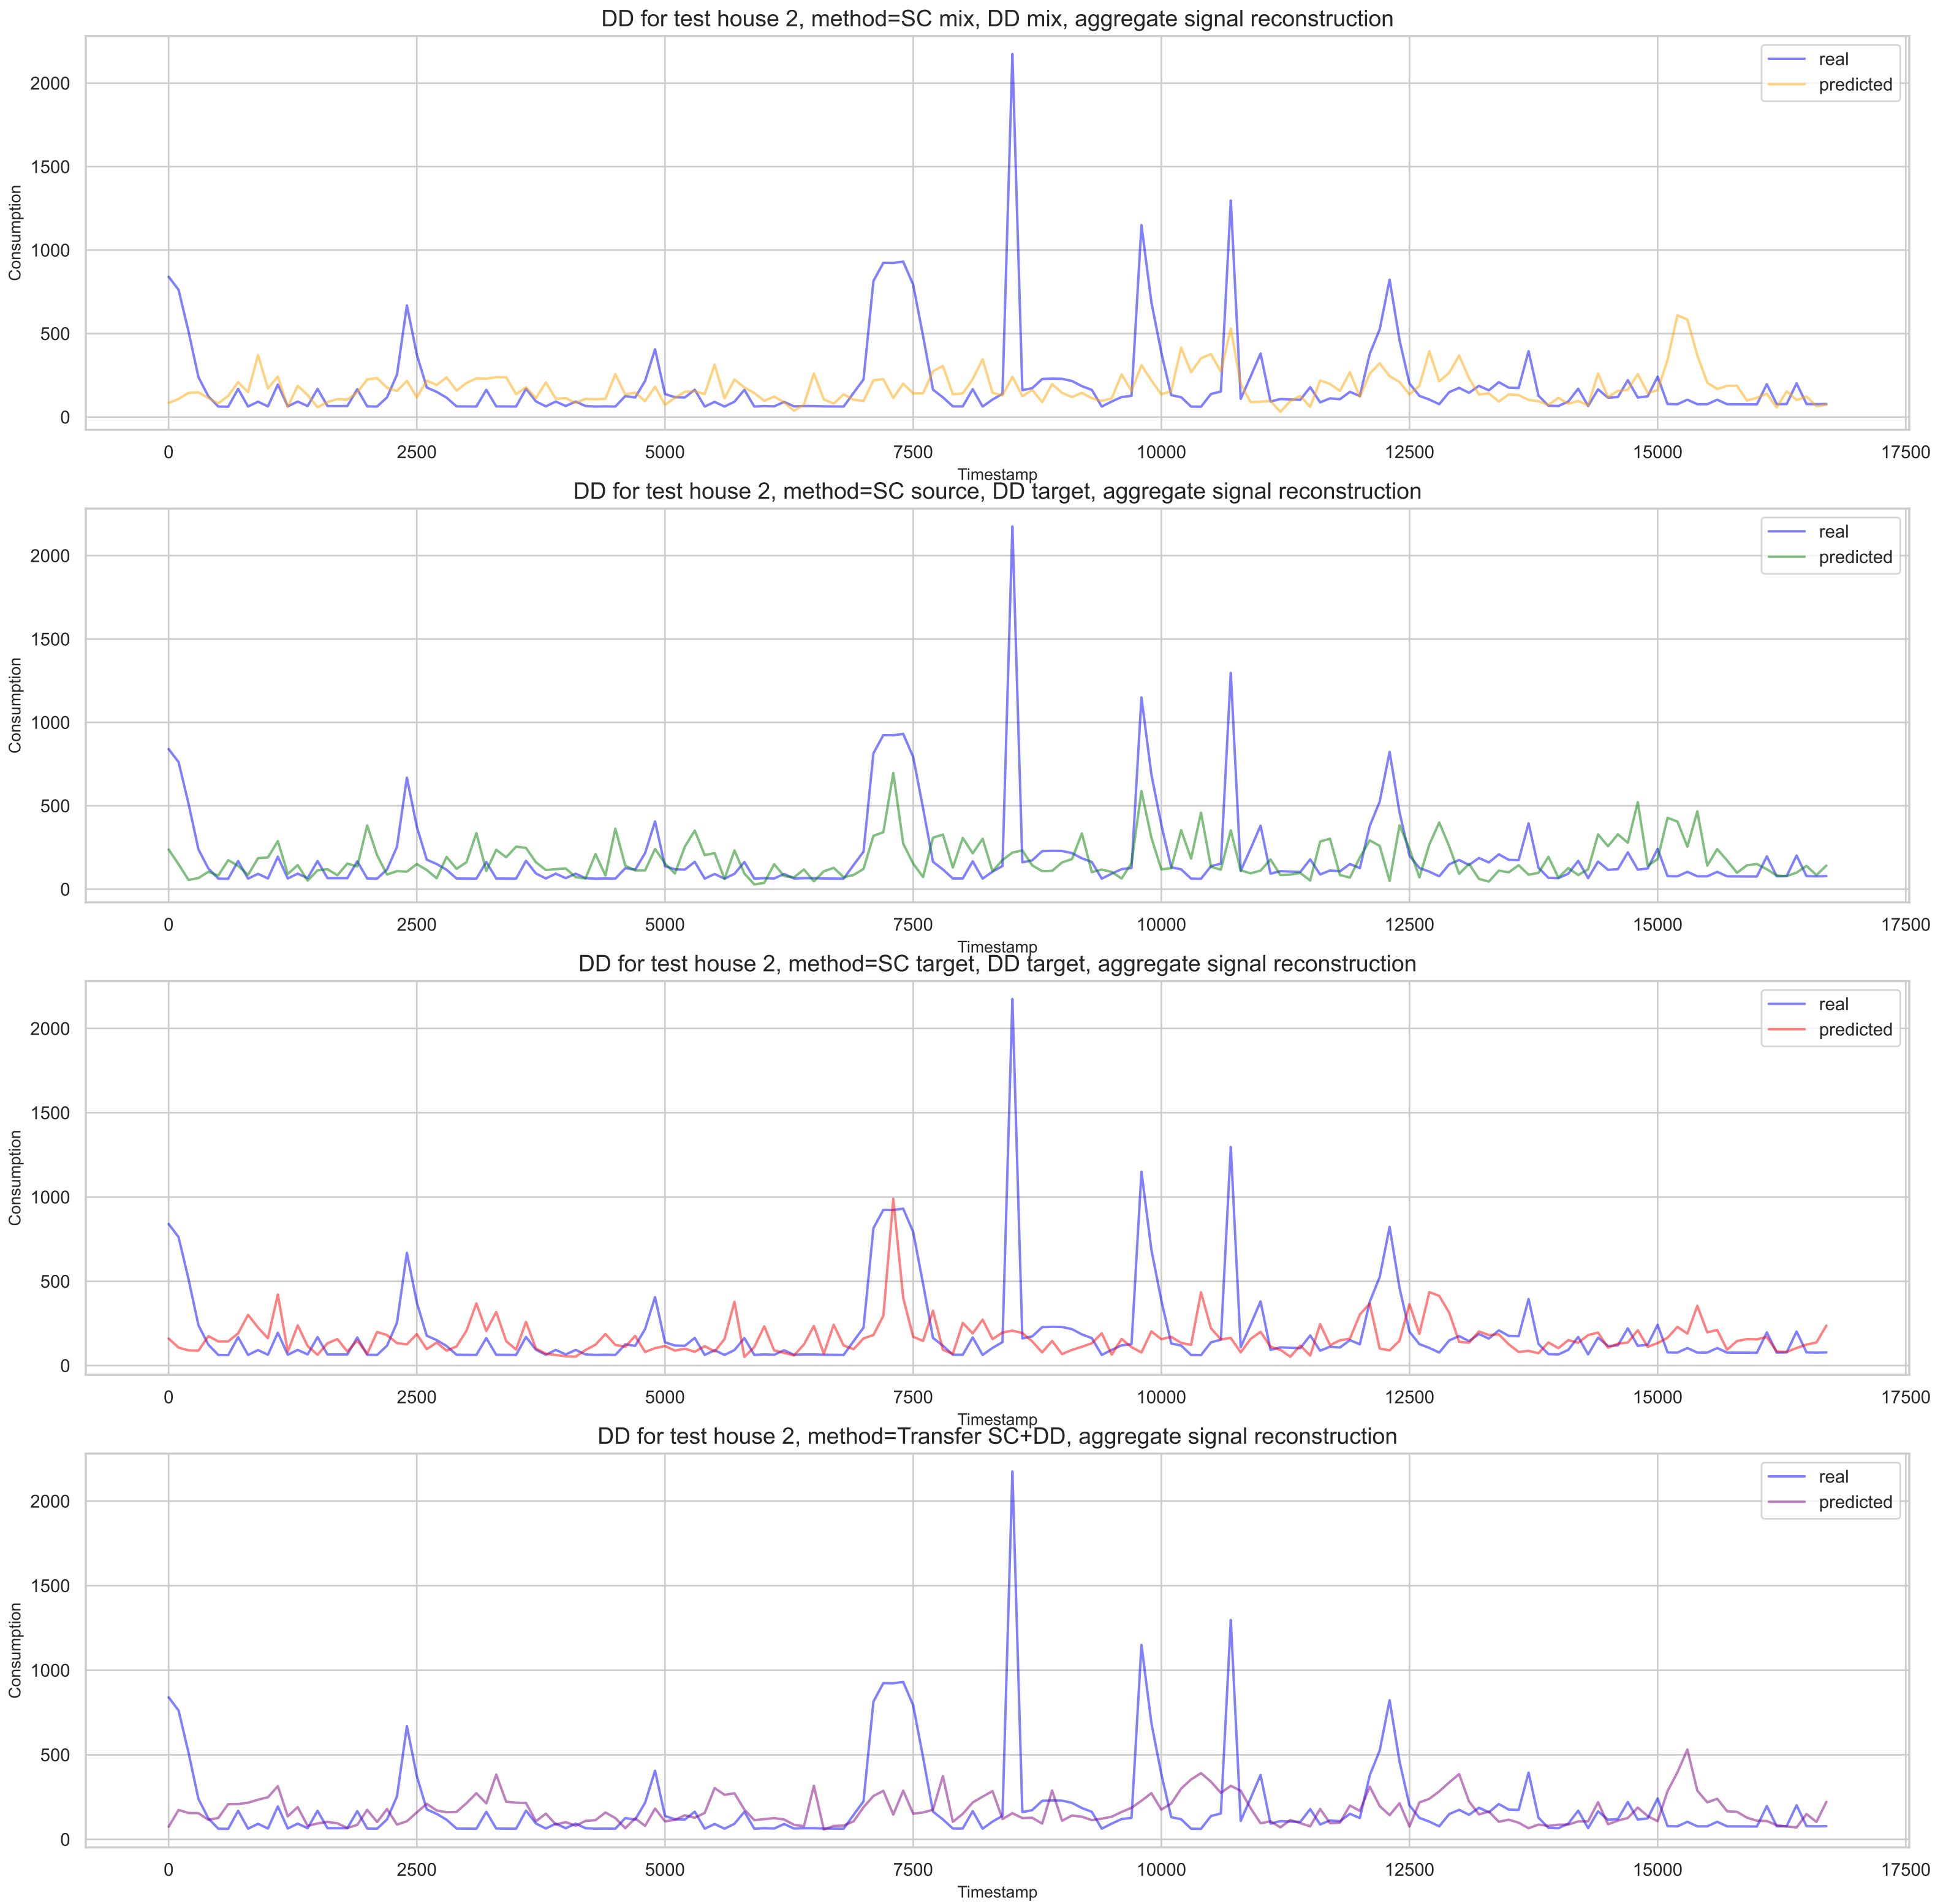 DD for test house 2, method=SC mix, DD mix, aggregate signal reconstruction
real
predicted
2000
1500
1000
500
0
Consumption
0 2500 5000 7500 10000 12500 15000 17500
Timestamp
DD for test house 2, method=SC source, DD target, aggregate signal reconstruction
real
predicted
2000
1500
1000
500
0
Consumption
0 2500 5000 7500 10000 12500 15000 17500
Timestamp
DD for test house 2, method=SC target, DD target, aggregate signal reconstruction
real
predicted
2000
1500
1000
500
0
Consumption
0 2500 5000 7500 10000 12500 15000 17500
Timestamp
DD for test house 2, method=Transfer SC+DD, aggregate signal reconstruction
real
predicted
2000
1500
1000
500
0
Consumption
0 2500 5000 7500 10000 12500 15000 17500
Timestamp